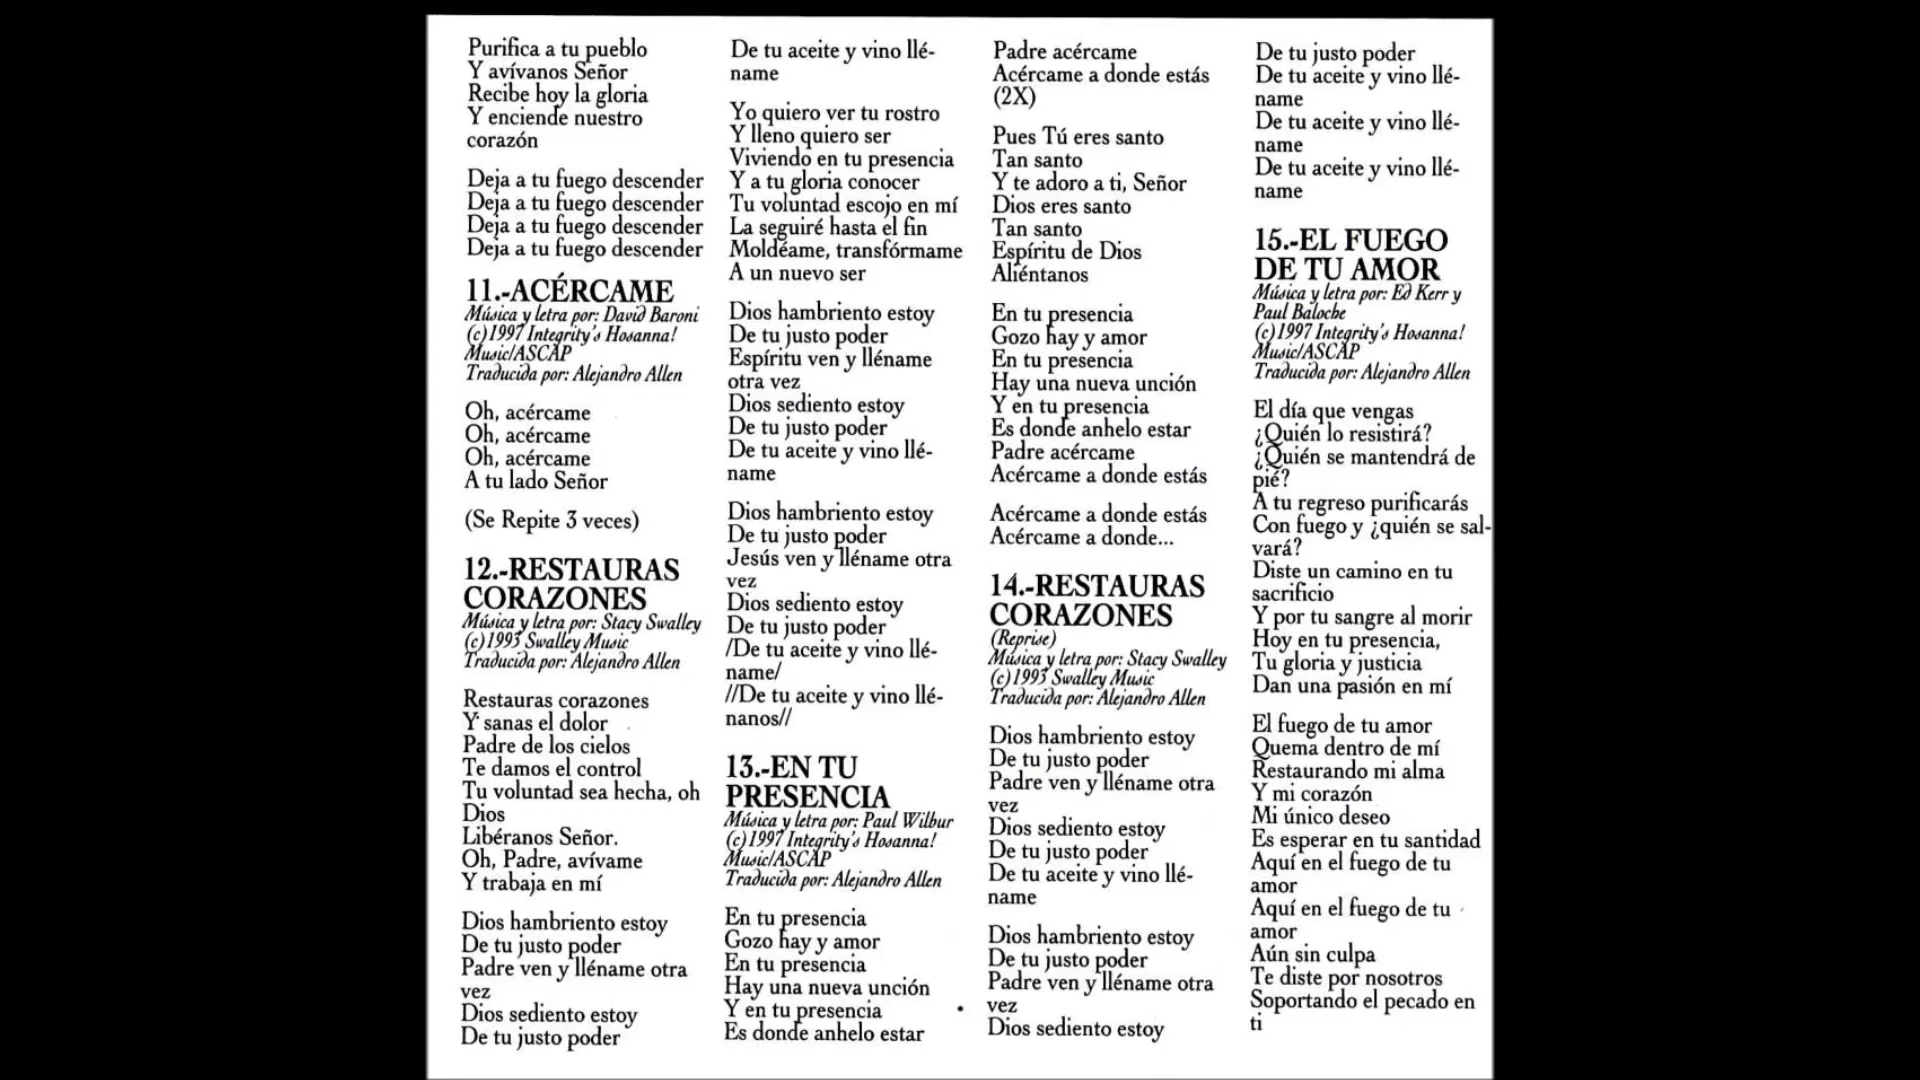 Purifica a tu pueblo
Y avívanos Señor
Recibe hoy la gloria
Y enciende nuestro
corazón
Deja a tu fuego descender
Deja a tu fuego descender
Deja a tu fuego descender
Deja a tu fuego descender
11.-ACÉRCAME
Música y letra por: David Baroni
(c)1997 Integrity's Hosanna!
Music/ASCAP
Traducida por: Alejandro Allen
Oh, acércame
Oh, acércame
Oh, acércame
A tu lado Señor
(Se Repite 3 veces)
12.-RESTAURAS
CORAZONES
Música y letra por: Stacy Swalley
(c)1993 Swalley Music
Traducida por: Alejandro Allen
Restauras corazones
Y sanas el dolor
Padre de los cielos
Te damos el control
Tu voluntad sea hecha, oh
Dios
Libéranos Señor.
Oh, Padre, avívame
Y trabaja en mí
Dios hambriento estoy
De tu justo poder
Padre ven y lléname otra
vez
Dios sediento estoy
De tu justo poder
De tu aceite y vino llé-
name
Yo quiero ver tu rostro
Y lleno quiero ser
Viviendo en tu presencia
Y a tu gloria conocer
Tu voluntad escojo en mí
La seguiré hasta el fin
Moldéame, transfórmame
A un nuevo ser
Dios hambriento estoy
De tu justo poder
Espíritu ven y lléname
otra vez
Dios sediento estoy
De tu justo poder
De tu aceite y vino llé-
name
Dios hambriento estoy
De tu justo poder
Jesús ven y lléname otra
vez
Dios sediento estoy
De tu justo poder
/De tu aceite y vino llé-
name/
//De tu aceite y vino llé-
nanos//
13.-EN TU
PRESENCIA
Música y letra por: Paul Wilbur
(c)1997 Integrity's Hosanna!
Music/ASCAP
Traducida por: Alejandro Allen
En tu presencia
Gozo hay y amor
En tu presencia
Hay una nueva unción
Y en tu presencia
Es donde anhelo estar
Padre acércame
Acércame a donde estás
(2X)
Pues Tú eres santo
Tan santo
Y te adoro a ti, Señor
Dios eres santo
Tan santo
Espíritu de Dios
Aliéntanos
En tu presencia
Gozo hay y amor
En tu presencia
Hay una nueva unción
Y en tu presencia
Es donde anhelo estar
Padre acércame
Acércame a donde estás
Acércame a donde estás
Acércame a donde...
14.-RESTAURAS
CORAZONES
(Reprise)
Música y letra por: Stacy Swalley
(c)1993 Swalley Music
Traducida por: Alejandro Allen
Dios hambriento estoy
De tu justo poder
Padre ven y lléname otra
vez
Dios sediento estoy
De tu justo poder
De tu aceite y vino llé-
name
Dios hambriento estoy
De tu justo poder
Padre ven y lléname otra
vez
Dios sediento estoy
De tu justo poder
De tu aceite y vino llé-
name
De tu aceite y vino llé-
name
De tu aceite y vino llé-
name
15.-EL FUEGO
DE TU AMOR
Música y letra por: Ed Kerr y
Paul Baloche
(c)1997 Integrity's Hosanna!
Music/ASCAP
Traducida por: Alejandro Allen
El día que vengas
¿Quién lo resistirá?
¿Quién se mantendrá de
pié?
A tu regreso purificarás
Con fuego y ¿quién se sal-
vará?
Diste un camino en tu
sacrificio
Y por tu sangre al morir
Hoy en tu presencia,
Tu gloria y justicia
Dan una pasión en mí
El fuego de tu amor
Quema dentro de mí
Restaurando mi alma
Y mi corazón
Mi único deseo
Es esperar en tu santidad
Aquí en el fuego de tu
amor
Aquí en el fuego de tu
amor
Aún sin culpa
Te diste por nosotros
Soportando el pecado en
ti